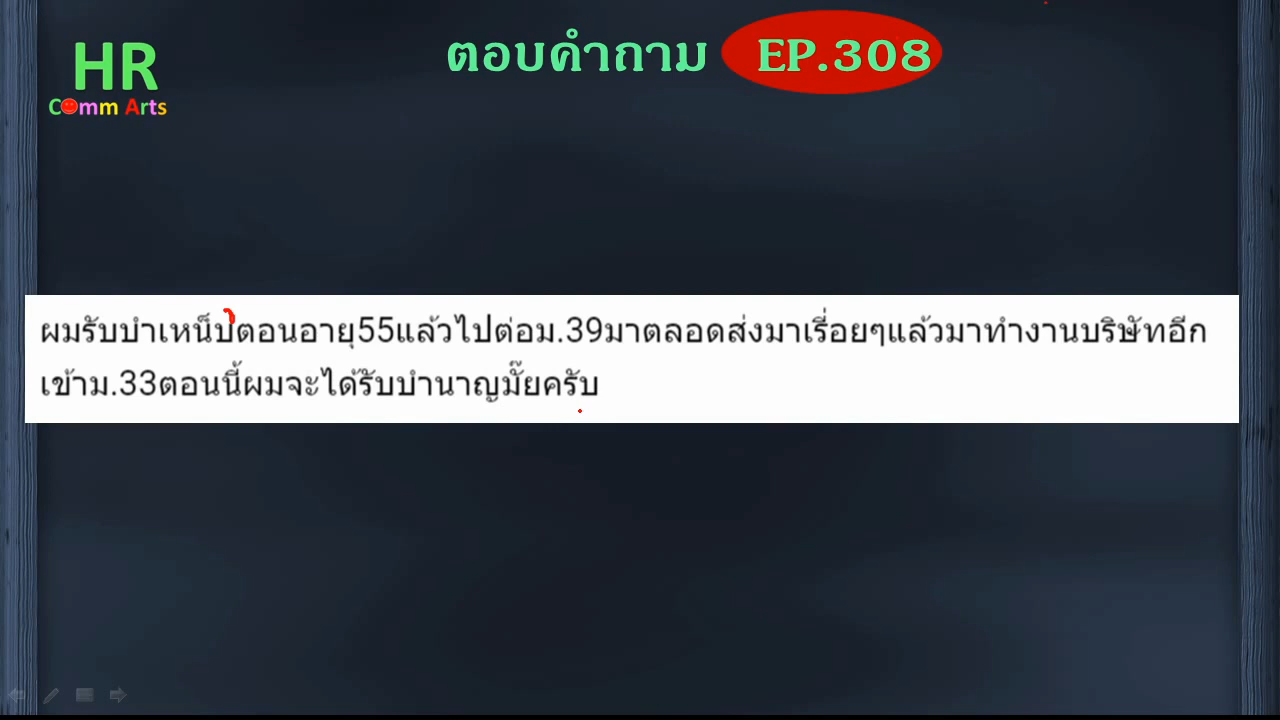 HR
Comm Arts
ตอบคำถาม EP.308
ผมรับบำเหน็บตอนอายุ55แล้วไปต่อม.39มาตลอดส่งมาเรี่อยๆแล้วมาทำงานบริษัทอีก
เข้าม.33ตอนนี้ผมจะได้รับบำนาญมั๊ยครับ